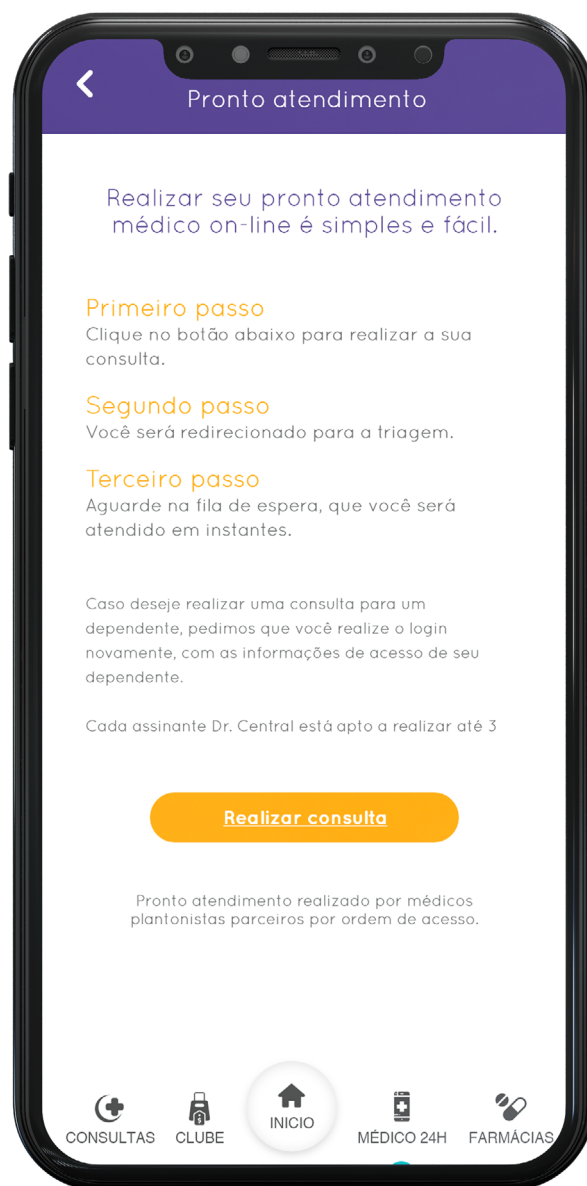 Pronto atendimento
Realizar seu pronto atendimento
médico on-line é simples e fácil.
Primeiro passo
Clique no botão abaixo para realizar a sua
consulta.
Segundo passo
Você será redirecionado para a triagem.
Terceiro passo
Aguarde na fila de espera, que você será
atendido em instantes.
Caso deseje realizar uma consulta para um
dependente, pedimos que você realize o login
novamente, com as informações de acesso de seu
dependente.
Cada assinante Dr. Central está apto a realizar até 3
Realizar consulta
Pronto atendimento realizado por médicos
plantonistas parceiros por ordem de acesso.
CONSULTAS CLUBE INICIO MÉDICO 24H FARMÁCIAS